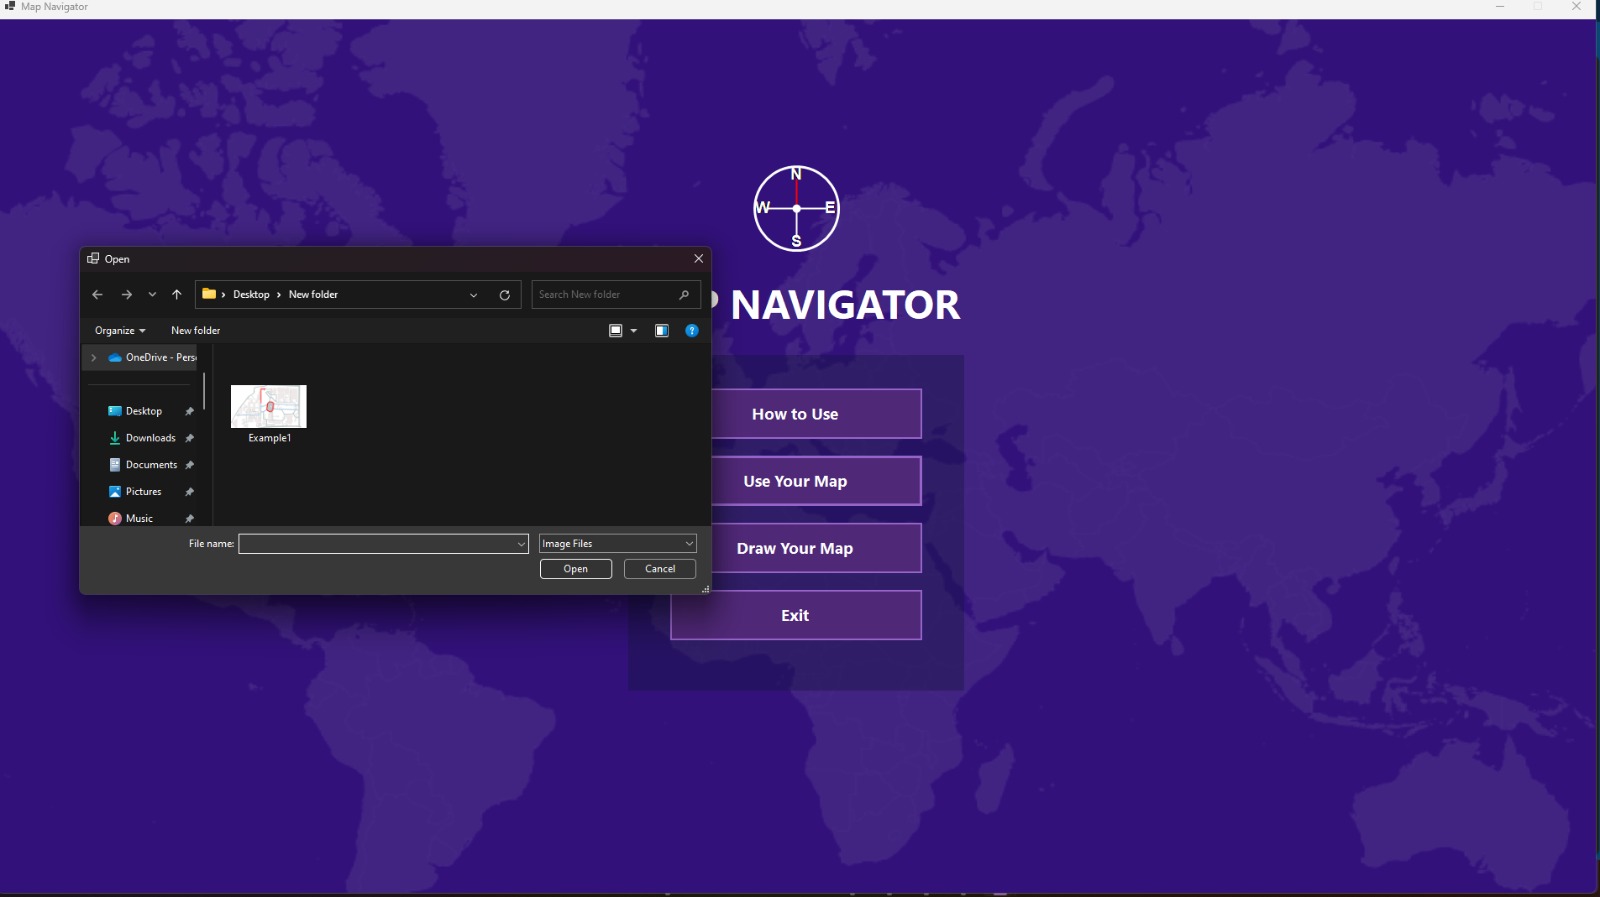 Map Navigator
N
W E
S
NAVIGATOR
Open
Desktop New folder
Search New folder
Organize New folder
OneDrive - Pers
Desktop
Downloads
Documents
Pictures
Music
Example1
File name:
Image Files
Open Cancel
How to Use
Use Your Map
Draw Your Map
Exit